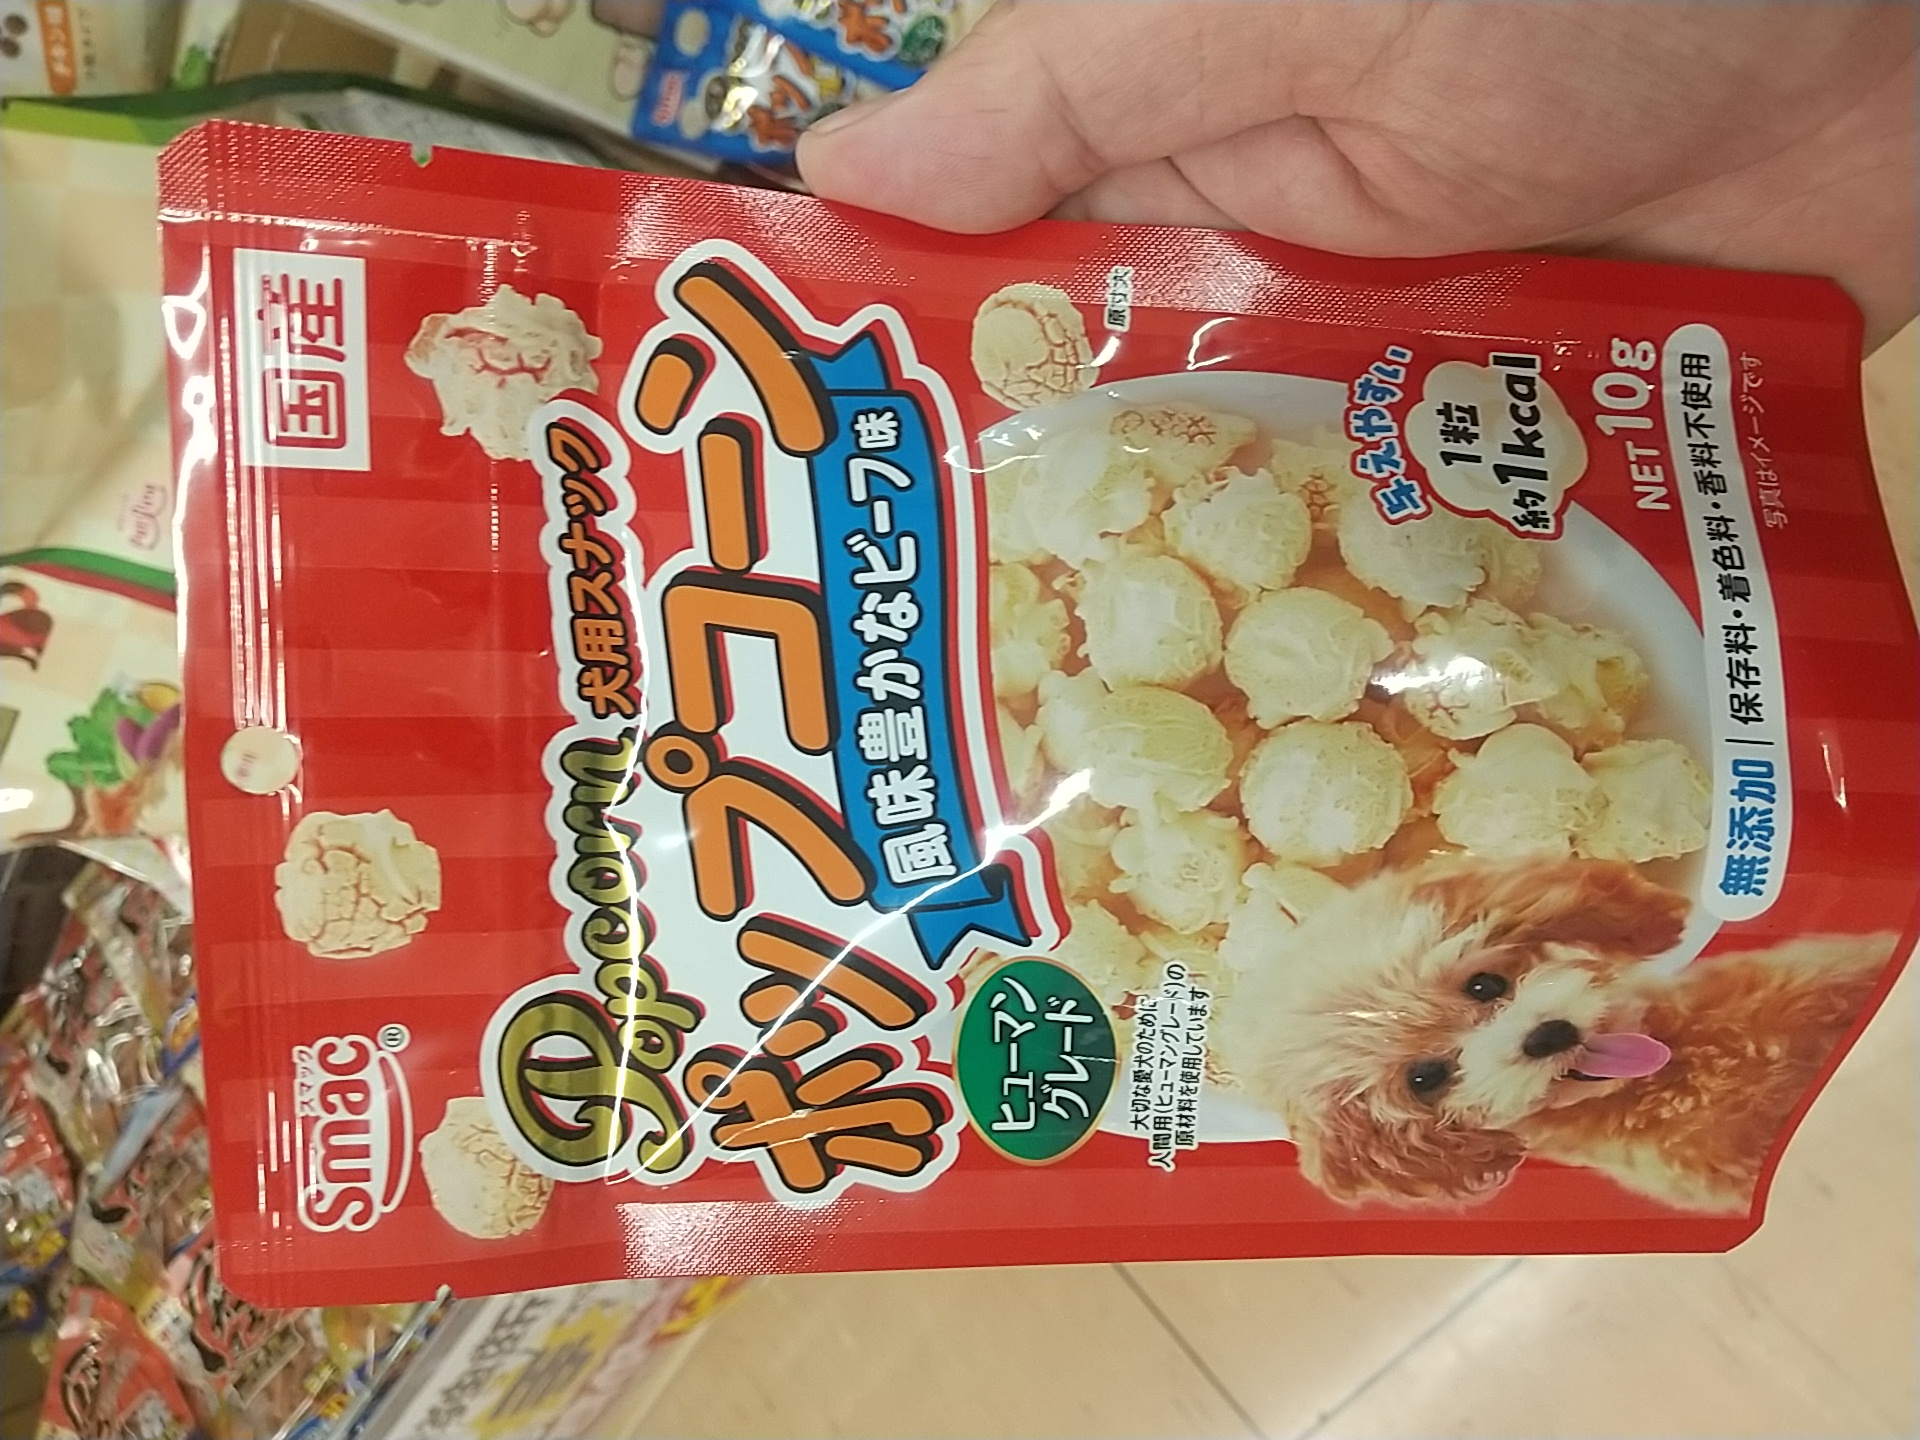 スマック
Smac®
国産
Popcorn 犬用スナック
ポップコーン
風味豊かなビーフ味
原寸大
ヒューマン
グレード
大切な愛犬のために
人間用(ヒューマングレード)の
原材料を使用しています
与えやすい
1粒
約1kcal
NET 10g
無添加|保存料・着色料・香料不使用
写真はイメージです